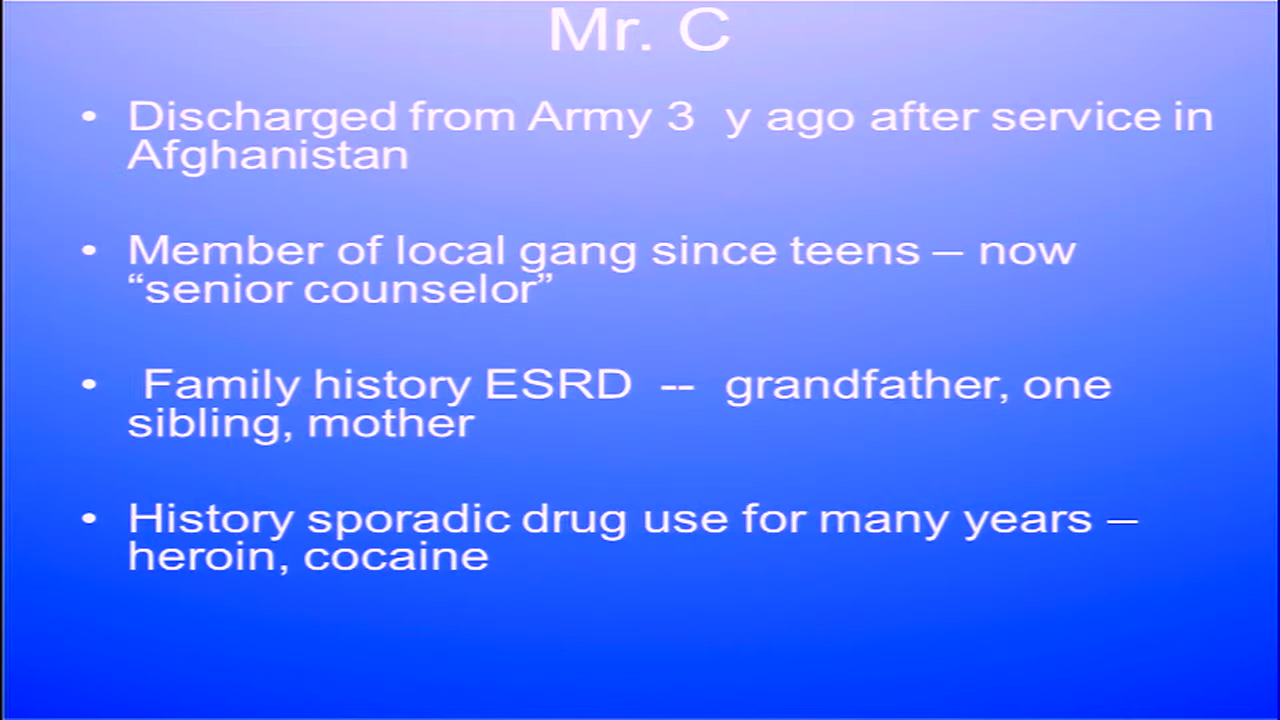 Mr. C
• Discharged from Army 3 y ago after service in
Afghanistan
• Member of local gang since teens – now
“senior counselor”
• Family history ESRD -- grandfather, one
sibling, mother
• History sporadic drug use for many years –
heroin, cocaine